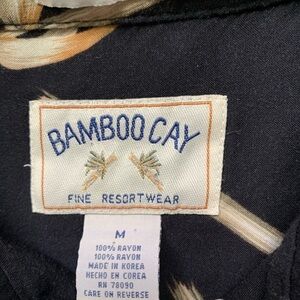 BAMBOO CAY
FINE RESORTWEAR
M
100% RAYON
100% RAYON
MADE IN KOREA
HECHO EN COREA
RN 78090
CARE ON REVERSE